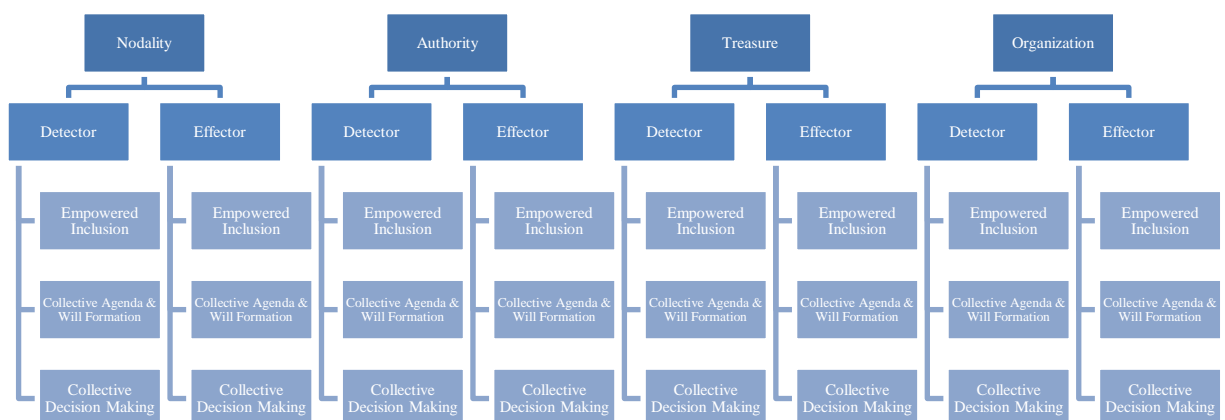 Nodality
Authority
Treasure
Organization
Detector
Effector
Detector
Effector
Detector
Effector
Detector
Effector
Empowered
Inclusion
Empowered
Inclusion
Empowered
Inclusion
Empowered
Inclusion
Empowered
Inclusion
Empowered
Inclusion
Empowered
Inclusion
Empowered
Inclusion
Collective Agenda &
Will Formation
Collective Agenda &
Will Formation
Collective Agenda &
Will Formation
Collective Agenda &
Will Formation
Collective Agenda &
Will Formation
Collective Agenda &
Will Formation
Collective Agenda &
Will Formation
Collective Agenda &
Will Formation
Collective
Decision Making
Collective
Decision Making
Collective
Decision Making
Collective
Decision Making
Collective
Decision Making
Collective
Decision Making
Collective
Decision Making
Collective
Decision Making